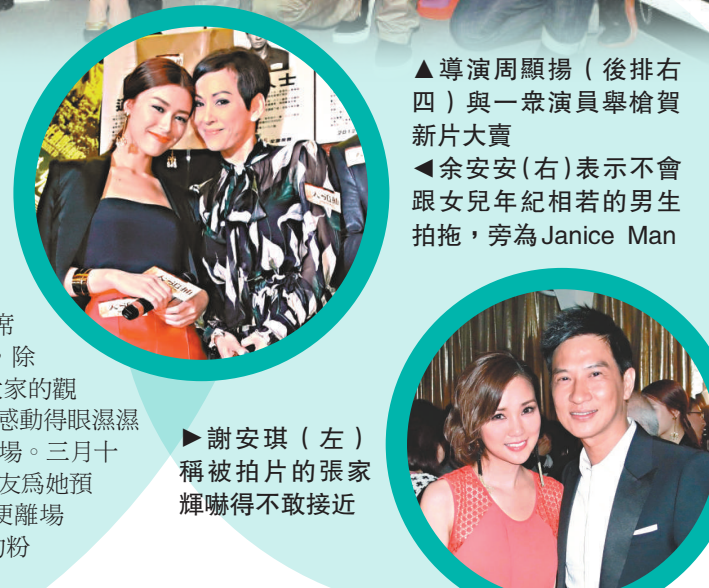 ▲導演周顯揚(後排右
四)與一衆演員舉槍賀
新片大賣
◀余安安(右)表示不會
跟女兒年紀相若的男生
拍拖,旁為Janice Man
席
,除
家的觀
感動得眼濕濕
場。三月十
友爲她預
便離場
粉
▶謝安琪(左)
稱被拍片的張家
輝嚇得不敢接近